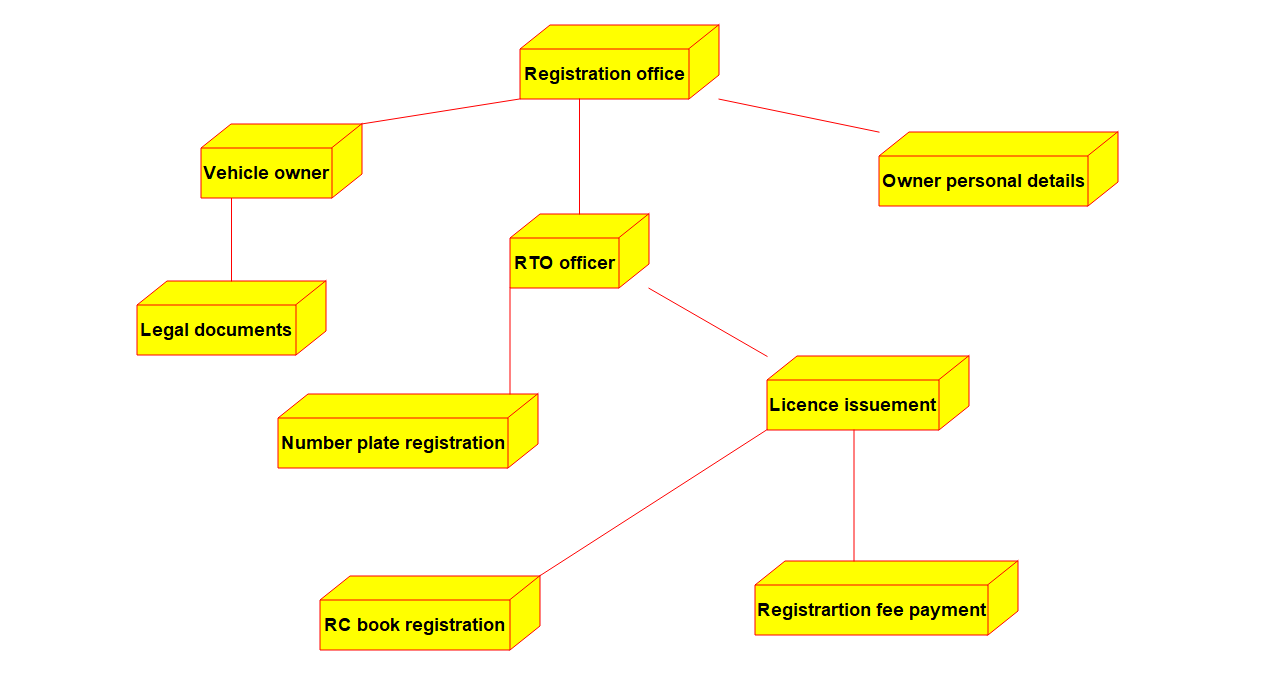 Registration office
Vehicle owner
Owner personal details
RTO officer
Legal documents
Licence issuement
Number plate registration
Registrartion fee payment
RC book registration